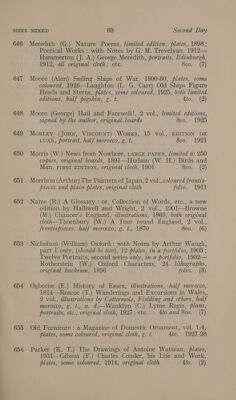 SIZES MIXED 69 Second Day
646 Meredith (G.) Nature Poems, limited edition, plates, 1898;
Poetical Works: with Notes by G. M. Trevelyan, 1912—
Hammerton (J. A.) George Meredith, portraits, Edinburgh,
1912, all original cloth; etc. 8vo. (7)
647 Moore (Alan) Sailing Ships of War, 1800-60, plates, some
coloured, 1926—Laughton (L. G. Carr) Old Ships Figure
Heads and Sterns, plates, some coloured, 1925, both limited
editions, half pigskin, g. t. 4to. (2)
648 Moore (George) Hail and Farewell!, 2 vol., limited editions,
signed by the author, original boards 8vo. 1925
649 MORLEY (JOHN, VISCOUNT) WORKS, 15 vol., EDITION DE
LUXE, portrait, half morocco, g. t. 8vo. 1921
650 Morris (W.) News from Nowhere, LARGE PAPER, limited to 250
copies, original boards, 1891—Hudson (W. H.) Birds and
Man, FIRST EDITION, original cloth, 1901 8vo. (2)
651 Morrison (Arthur) The Painters of Japan, 2 vol., coloured frontis-
pieces and plain plates, original cloth folio. 1911
652 Nares (R.) A Glossary: or, Collection of Words, etc., a new
edition by Halliwell and Wright, 2 vol., 1901—Browne
(M.) Chaucer's England, illustrations, 1869, both original
cloth—Thornbury (W.) A Tour round England, 2 vol.,
frontispieces, half morocco, g. t., 1870 8vo. (6)
653 Nicholson (William) Oxford: with Notes by Arthur Waugh,
part 1 only, (should be two), 12 plates, in a portfolio, 1905;
Twelve Portraits, second series only, in a portfolio, 1902—
Rothenstein (W.) Oxford Characters, 24 lithographs,
original buckram, 1896 folio. (3)
654 Ogborne (E.) History of Essex, illustrations, half morocco,
1814—Roscoe (T.) Wanderings and Excursions in Wales,
2 vol., illustrations by Cattermole, Fielding and others, half
morocco, g. t., n. d.—Wanklyn (C.) Lyme Regis, plans,
portraits, etc., original cloth, 1927; etc. 4to and 8vo. (7)
655 Old Furniture: a Magazine of Domestic Ornament, vol. 1-4,
plates, some coloured, original cloth, g. t. 4to. 1927-28
656 Parker (K. T.) The Drawings of Antoine Watteau, plates,
1931—Gibson (F.) Charles Conder, his Life and Work,
plates, some coloured, 1914, original cloth 4to. (2)